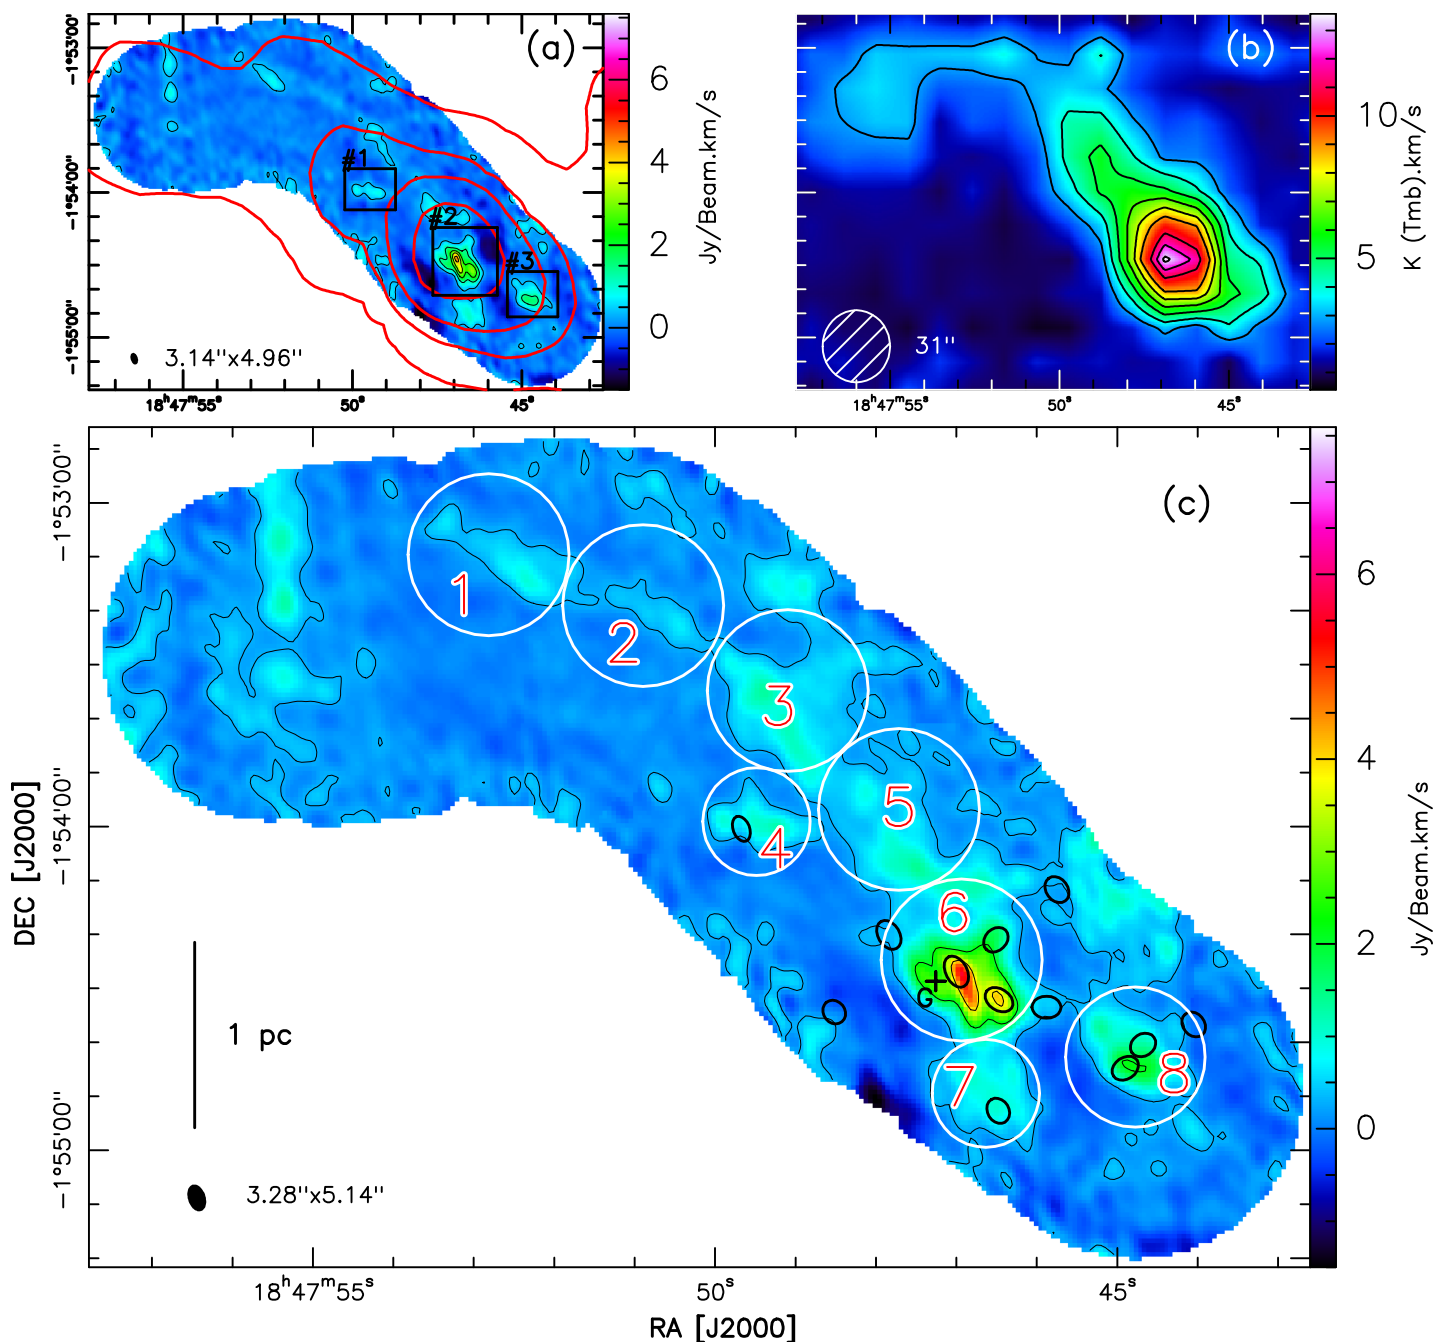 (a)
#1
#2
#3
3.14''x4.96''
−1°53'00''
−1°54'00''
−1°55'00''
18ʰ47ᵐ55ˢ
50ˢ
45ˢ
6
4
2
0
Jy/Beam.km/s
(b)
31''
18ʰ47ᵐ55ˢ
50ˢ
45ˢ
10
5
K (Tmb).km/s
(c)
1
2
3
4
5
6
G
7
8
1 pc
3.28''x5.14''
−1°53'00''
−1°54'00''
−1°55'00''
DEC [J2000]
18ʰ47ᵐ55ˢ
50ˢ
45ˢ
RA [J2000]
6
4
2
0
Jy/Beam.km/s